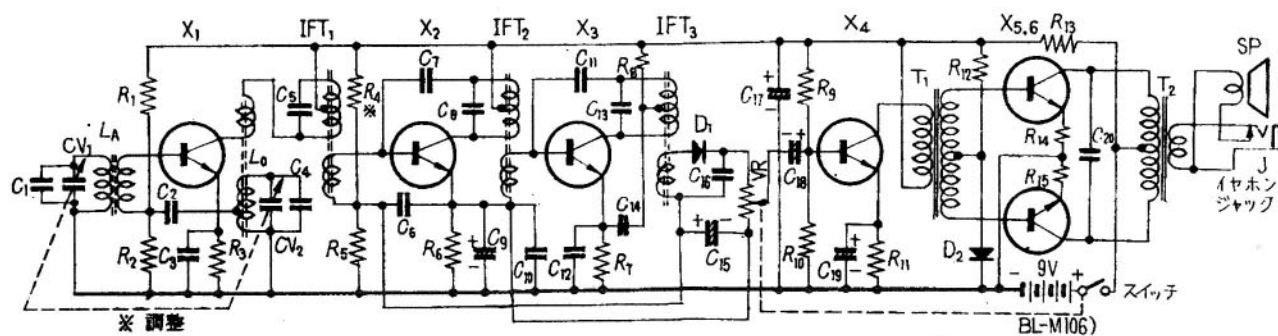 X1 IFT1 IFT2 X3 IFT3 X4 X5,6 R13
X2
SP
C7 C11 R8
T1 R12 T2
R1 C5 R4 C8 C13 C17 R9
※
LA D1 R14 C20
CV1 LO C4 C16 VR C18
C1 R15 J
C2 C14 イヤホン
ジャック
CV2 C6 C15
R2 C3 R3 R5 R6 C9 C10 C12 R7 R10 C19 R11 D2
9V スイッチ
※ 調整 BL-M106)